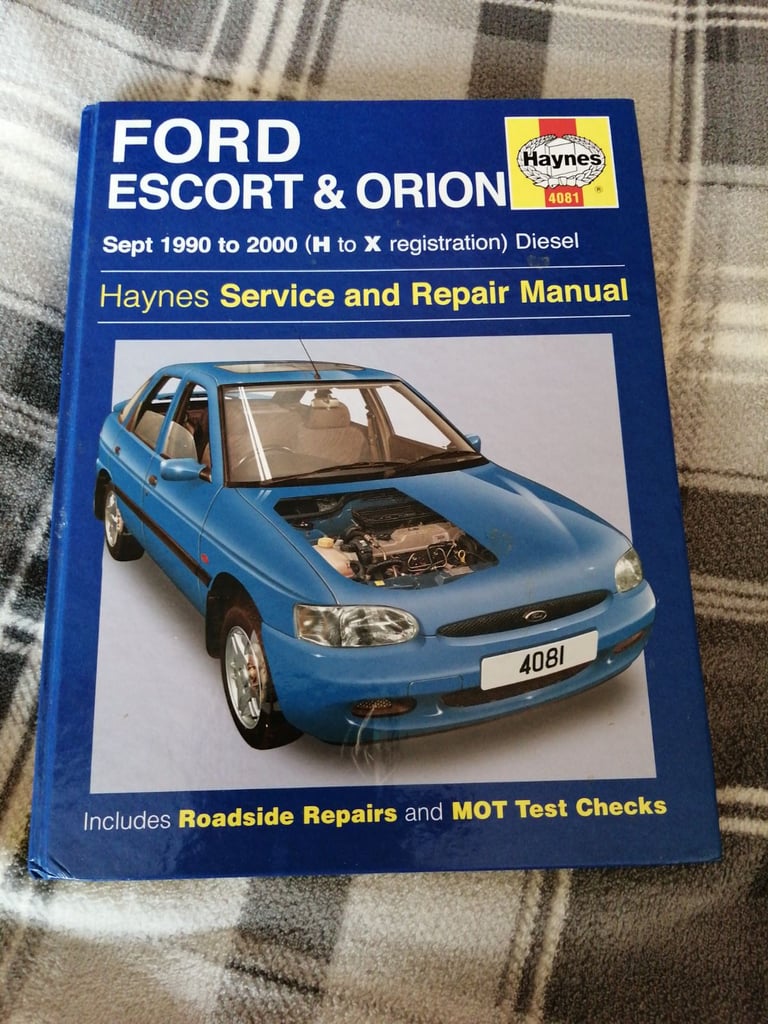 FORD
ESCORT & ORION
Haynes
4081
®
Sept 1990 to 2000 (H to X registration) Diesel
Haynes Service and Repair Manual
4081
Includes Roadside Repairs and MOT Test Checks